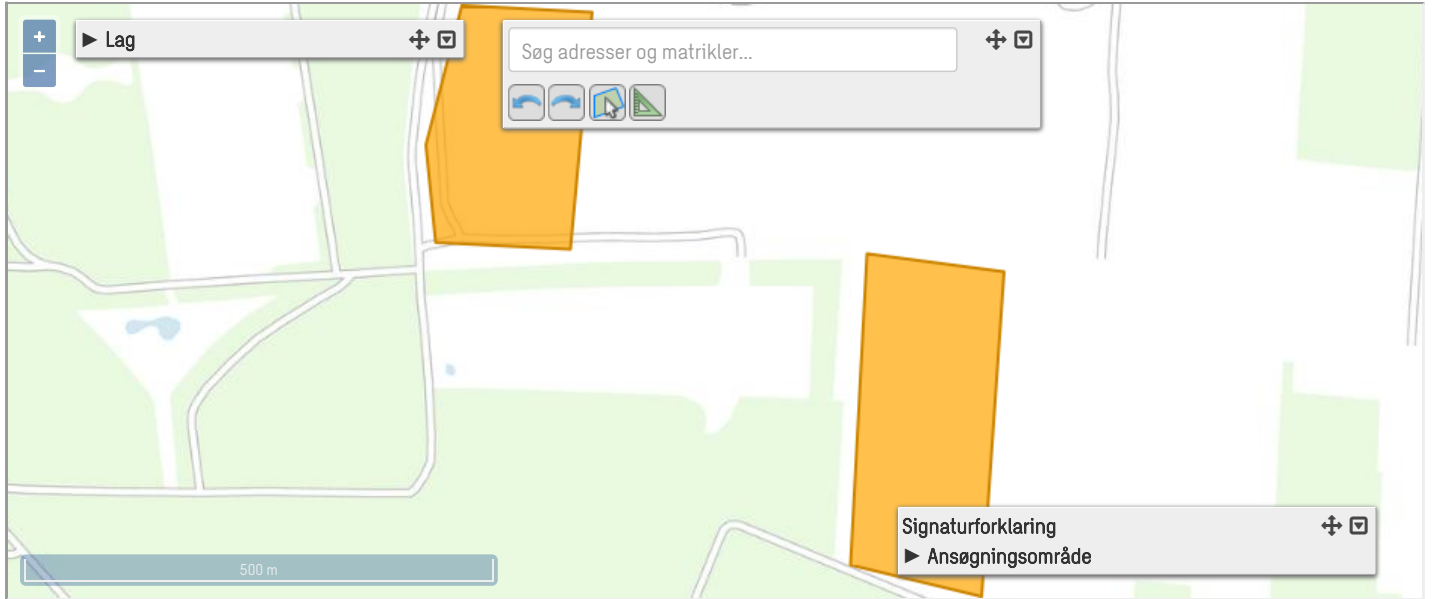 +
−
► Lag
Søg adresser og matrikler...
Signaturforklaring
► Ansøgningsområde
500 m